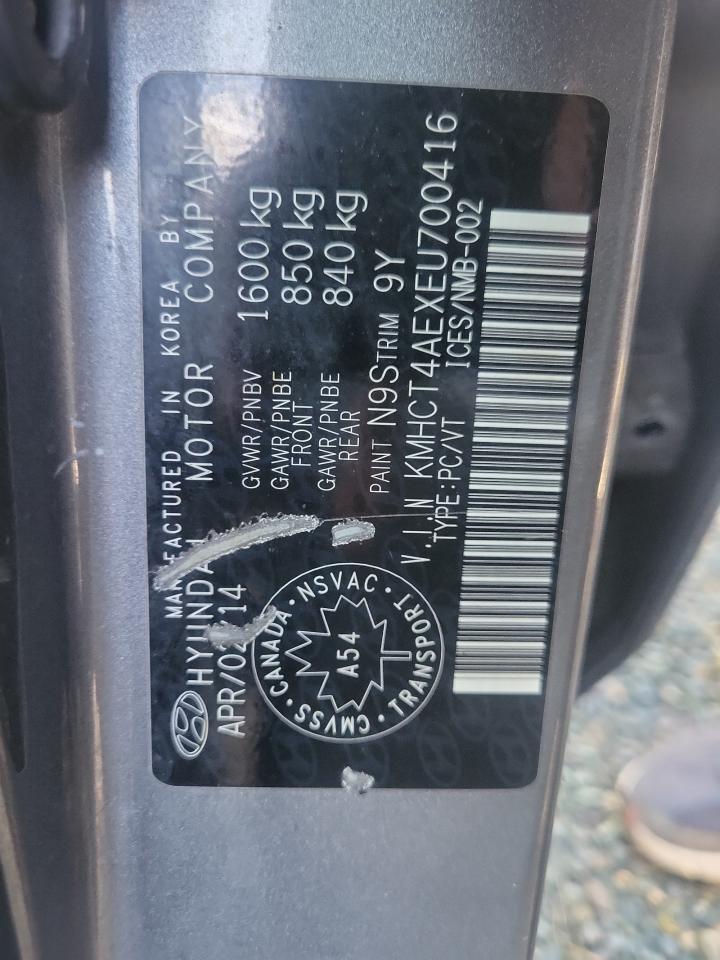 MANUFACTURED IN KOREA BY
HYUNDAI MOTOR COMPANY
APR/02 14
GVWR/PNBV 1600 kg
GAWR/PNBE FRONT 850 kg
GAWR/PNBE REAR 840 kg
PAINT N9S TRIM 9Y
V.I.N KMHCT4AEXEU700416
TYPE:PC/VT ICES/NMB-002
CANADA · NSVAC · TRANSPORT · CMVSS ·
A54